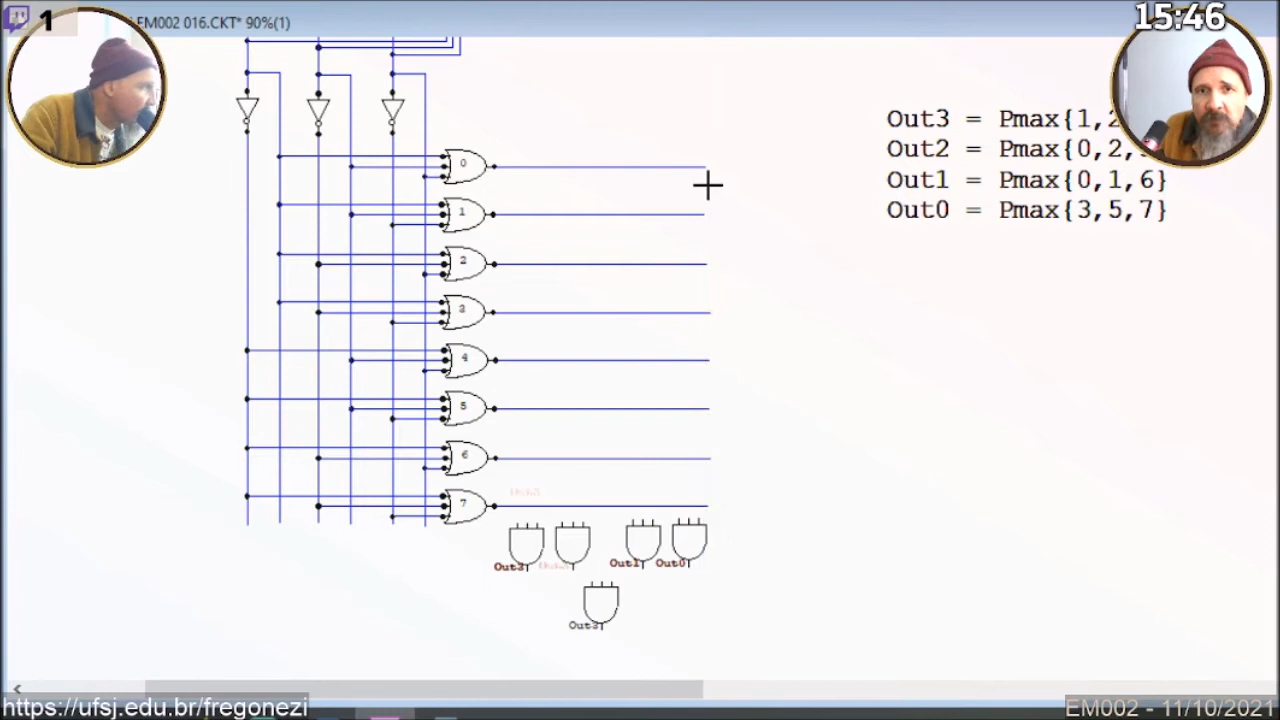 1
EM002 016.CKT* 90%(1)
15:46
Out3 = Pmax{1,2
Out2 = Pmax{0,2,
Out1 = Pmax{0,1,6}
Out0 = Pmax{3,5,7}
0
1
2
3
4
5
6
7
Out3
Out1
Out0
https://ufsj.edu.br/fregonezi
EM002 - 11/10/2021